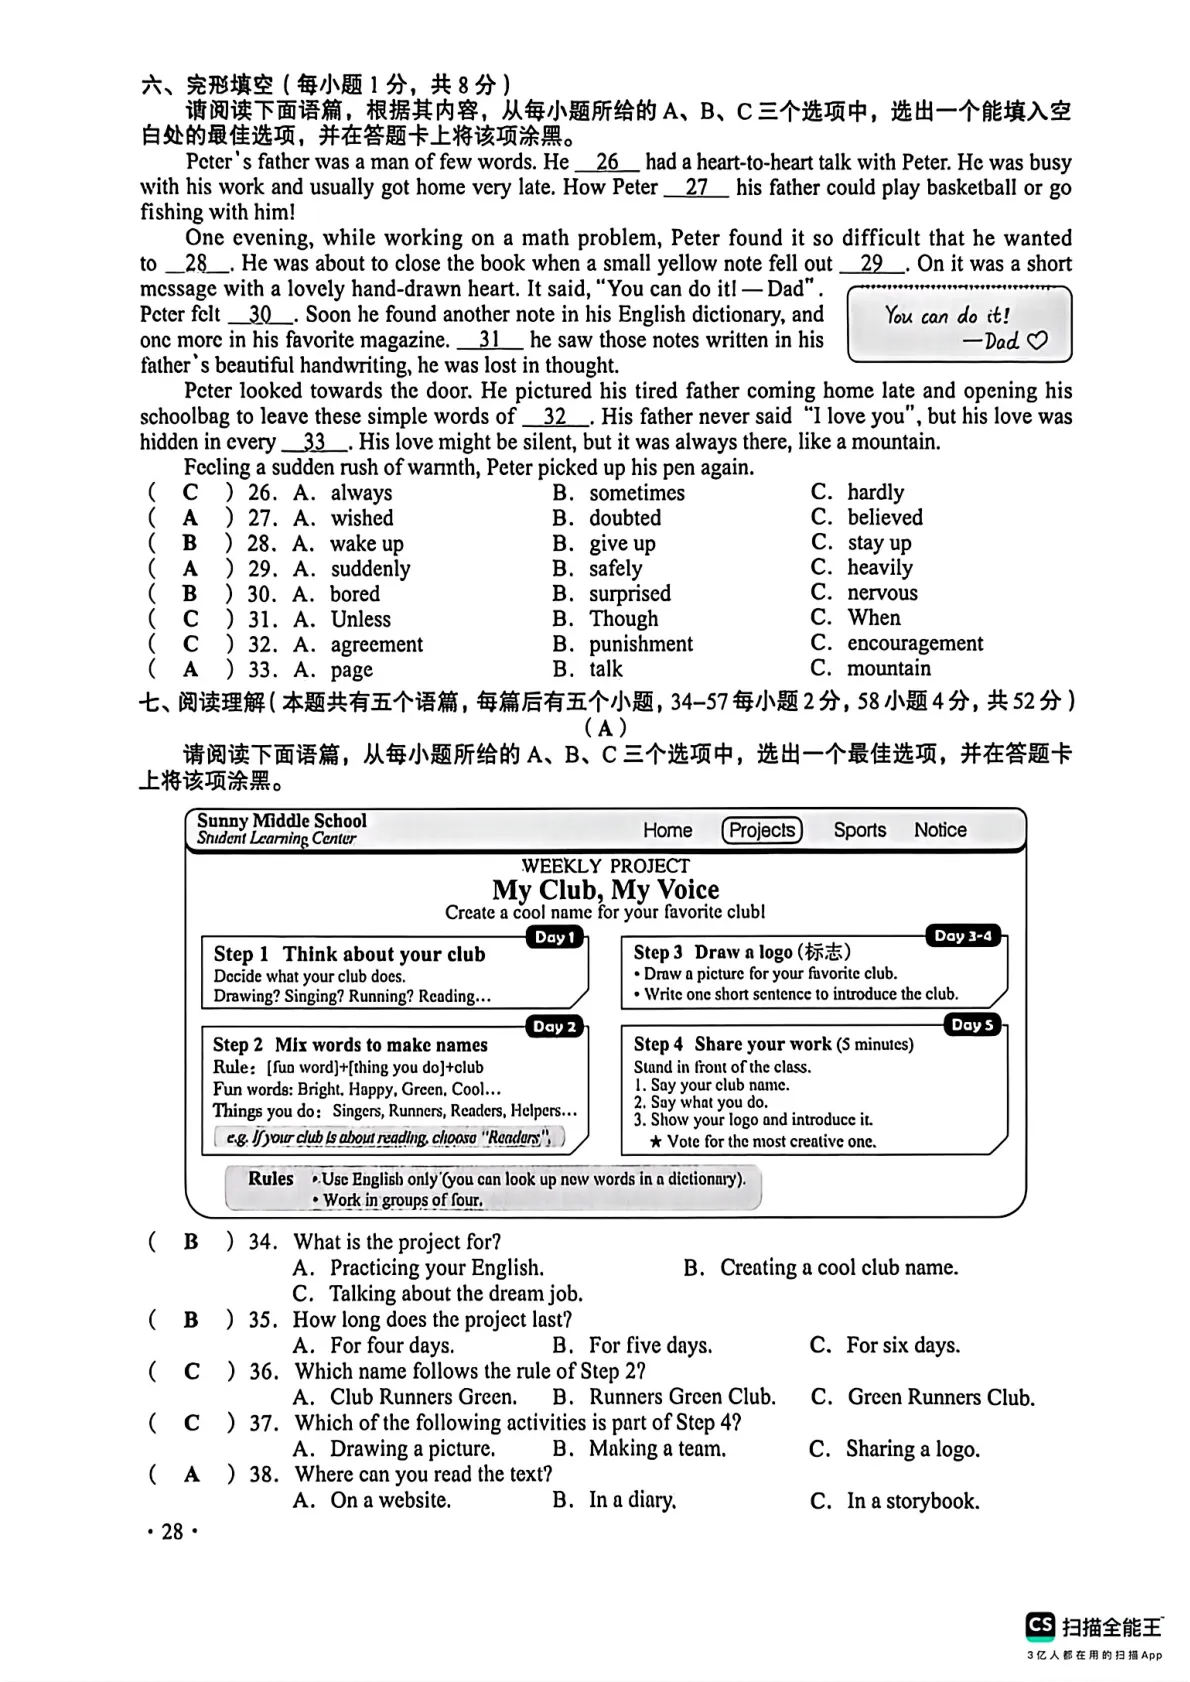 六、完形填空（每小题 1 分，共 8 分）
请阅读下面语篇，根据其内容，从每小题所给的 A、B、C 三个选项中，选出一个能填入空
白处的最佳选项，并在答题卡上将该项涂黑。
Peter's father was a man of few words. He __26__ had a heart-to-heart talk with Peter. He was busy
with his work and usually got home very late. How Peter __27__ his father could play basketball or go
fishing with him!
One evening, while working on a math problem, Peter found it so difficult that he wanted
to __28__. He was about to close the book when a small yellow note fell out __29__. On it was a short
message with a lovely hand-drawn heart. It said, "You can do it! — Dad".
Peter felt __30__. Soon he found another note in his English dictionary, and
one more in his favorite magazine. __31__ he saw those notes written in his
father's beautiful handwriting, he was lost in thought.
You can do it!
—Dad ♡
Peter looked towards the door. He pictured his tired father coming home late and opening his
schoolbag to leave these simple words of __32__. His father never said "I love you", but his love was
hidden in every __33__. His love might be silent, but it was always there, like a mountain.
Feeling a sudden rush of warmth, Peter picked up his pen again.
( C ) 26. A. always B. sometimes C. hardly
( A ) 27. A. wished B. doubted C. believed
( B ) 28. A. wake up B. give up C. stay up
( A ) 29. A. suddenly B. safely C. heavily
( B ) 30. A. bored B. surprised C. nervous
( C ) 31. A. Unless B. Though C. When
( C ) 32. A. agreement B. punishment C. encouragement
( A ) 33. A. page B. talk C. mountain
七、阅读理解（本题共有五个语篇，每篇后有五个小题，34–57 每小题 2 分，58 小题 4 分，共 52 分）
（A）
请阅读下面语篇，从每小题所给的 A、B、C 三个选项中，选出一个最佳选项，并在答题卡
上将该项涂黑。
Sunny Middle School
Student Learning Center
Home Projects Sports Notice
WEEKLY PROJECT
My Club, My Voice
Create a cool name for your favorite club!
Day 1
Step 1 Think about your club
Decide what your club does.
Drawing? Singing? Running? Reading...
Day 2
Step 2 Mix words to make names
Rule: [fun word]+[thing you do]+club
Fun words: Bright, Happy, Green, Cool...
Things you do: Singers, Runners, Readers, Helpers...
e.g. If your club is about reading, choose "Readers".
Day 3-4
Step 3 Draw a logo (标志)
• Draw a picture for your favorite club.
• Write one short sentence to introduce the club.
Day 5
Step 4 Share your work (5 minutes)
Stand in front of the class.
1. Say your club name.
2. Say what you do.
3. Show your logo and introduce it.
★ Vote for the most creative one.
Rules • Use English only (you can look up new words in a dictionary).
• Work in groups of four.
( B ) 34. What is the project for?
A. Practicing your English. B. Creating a cool club name.
C. Talking about the dream job.
( B ) 35. How long does the project last?
A. For four days. B. For five days. C. For six days.
( C ) 36. Which name follows the rule of Step 2?
A. Club Runners Green. B. Runners Green Club. C. Green Runners Club.
( C ) 37. Which of the following activities is part of Step 4?
A. Drawing a picture. B. Making a team. C. Sharing a logo.
( A ) 38. Where can you read the text?
A. On a website. B. In a diary. C. In a storybook.
· 28 ·
CS 扫描全能王™
3亿人都在用的扫描App